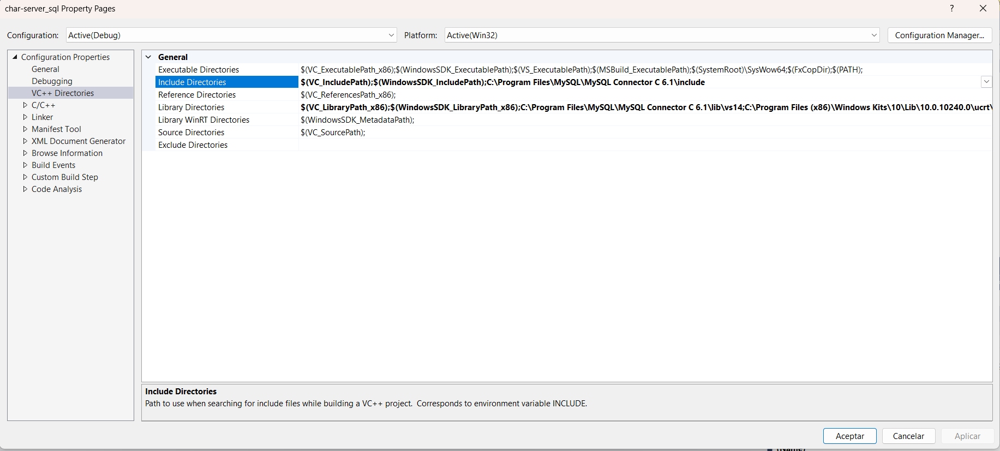 char-server_sql Property Pages
?
Configuration:
Active(Debug)
Platform:
Active(Win32)
Configuration Manager...
Configuration Properties
General
Debugging
VC++ Directories
C/C++
Linker
Manifest Tool
XML Document Generator
Browse Information
Build Events
Custom Build Step
Code Analysis
General
Executable Directories $(VC_ExecutablePath_x86);$(WindowsSDK_ExecutablePath);$(VS_ExecutablePath);$(MSBuild_ExecutablePath);$(SystemRoot)\SysWow64;$(FxCopDir);$(PATH);
Include Directories $(VC_IncludePath);$(WindowsSDK_IncludePath);C:\Program Files\MySQL\MySQL Connector C 6.1\include
Reference Directories $(VC_ReferencesPath_x86);
Library Directories $(VC_LibraryPath_x86);$(WindowsSDK_LibraryPath_x86);C:\Program Files\MySQL\MySQL Connector C 6.1\lib\vs14;C:\Program Files (x86)\Windows Kits\10\Lib\10.0.10240.0\ucrt\
Library WinRT Directories $(WindowsSDK_MetadataPath);
Source Directories $(VC_SourcePath);
Exclude Directories
Include Directories
Path to use when searching for include files while building a VC++ project.  Corresponds to environment variable INCLUDE.
Aceptar
Cancelar
Aplicar
(Name)